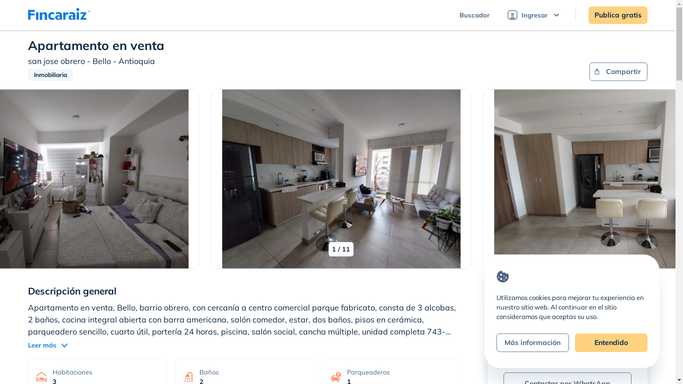 Fincaraiz
Buscador
Ingresar
Publica gratis
Apartamento en venta
san jose obrero - Bello - Antioquia
Inmobiliaria
Compartir
1 / 11
Descripción general
Apartamento en venta, Bello, barrio obrero, con cercanía a centro comercial parque fabricato, consta de 3 alcobas,
2 baños, cocina integral abierta con barra americana, salón comedor, estar, dos baños, pisos en cerámica,
parqueadero sencillo, cuarto útil, portería 24 horas, piscina, salón social, cancha múltiple, unidad completa 743-...
Leer más
Habitaciones
3
Baños
2
Parqueaderos
1
Utilizamos cookies para mejorar tu experiencia en
nuestro sitio web. Al continuar en el sitio
consideramos que aceptas su uso.
Más información
Entendido
Contactar por WhatsApp